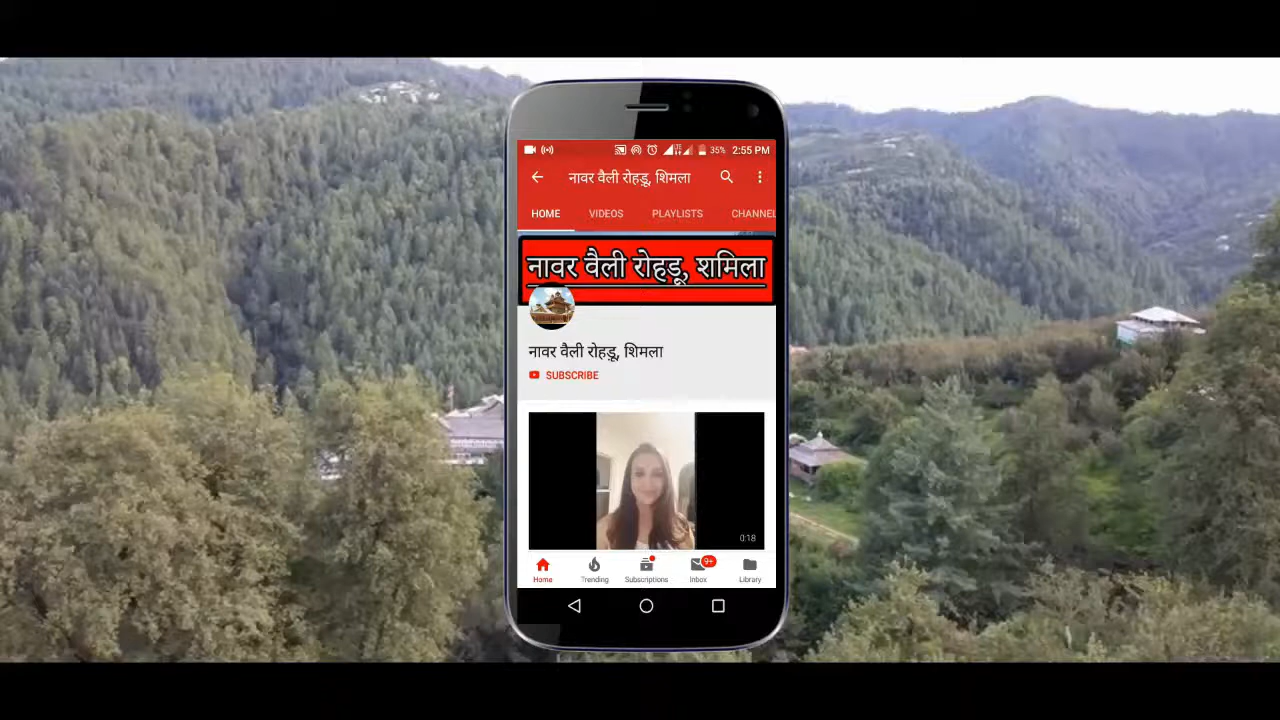 35% 2:55 PM
नावर वैली रोहड़ू, शिमला
HOME VIDEOS PLAYLISTS CHANNEL
नावर वैली रोहडू, शमिला
नावर वैली रोहड़ू, शिमला
SUBSCRIBE
0:18
9+
Home Trending Subscriptions Inbox Library